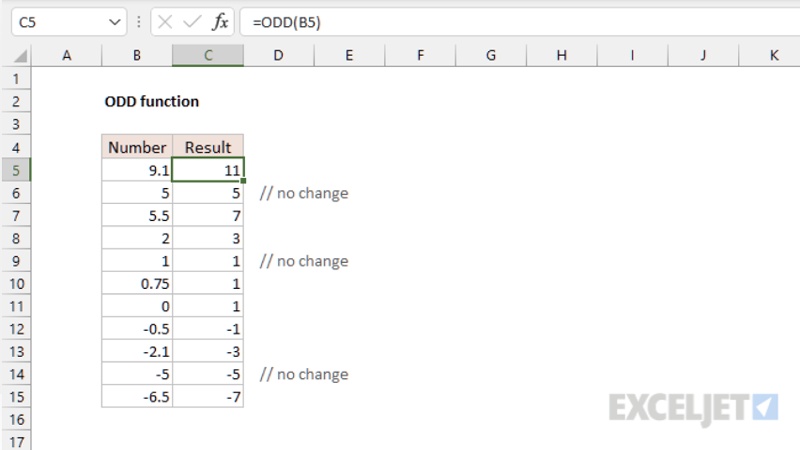 C5 fx =ODD(B5)
A B C D E F G H I J K
1
2 ODD function
3
4 Number Result
5 9.1 11
6 5 5 // no change
7 5.5 7
8 2 3
9 1 1 // no change
10 0.75 1
11 0 1
12 -0.5 -1
13 -2.1 -3
14 -5 -5 // no change
15 -6.5 -7
16
17
EXCELJET